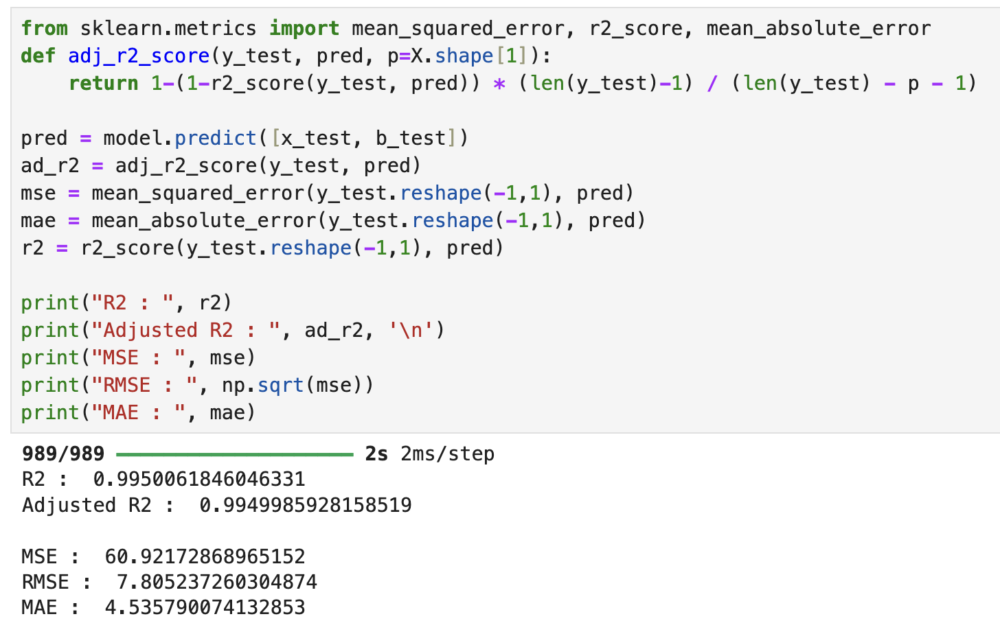 from sklearn.metrics import mean_squared_error, r2_score, mean_absolute_error
def adj_r2_score(y_test, pred, p=X.shape[1]):
    return 1-(1-r2_score(y_test, pred)) * (len(y_test)-1) / (len(y_test) - p - 1)
pred = model.predict([x_test, b_test])
ad_r2 = adj_r2_score(y_test, pred)
mse = mean_squared_error(y_test.reshape(-1,1), pred)
mae = mean_absolute_error(y_test.reshape(-1,1), pred)
r2 = r2_score(y_test.reshape(-1,1), pred)
print("R2 : ", r2)
print("Adjusted R2 : ", ad_r2, '\n')
print("MSE : ", mse)
print("RMSE : ", np.sqrt(mse))
print("MAE : ", mae)
989/989 2s 2ms/step
R2 :  0.9950061846046331
Adjusted R2 :  0.9949985928158519
MSE :  60.92172868965152
RMSE :  7.805237260304874
MAE :  4.535790074132853